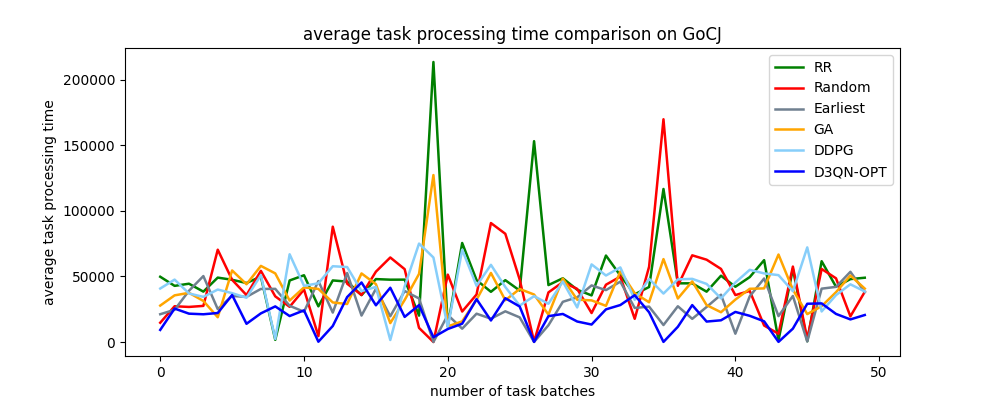 average task processing time comparison on GoCJ
average task processing time
200000
150000
100000
50000
0
RR
Random
Earliest
GA
DDPG
D3QN-OPT
0
10
20
30
40
50
number of task batches